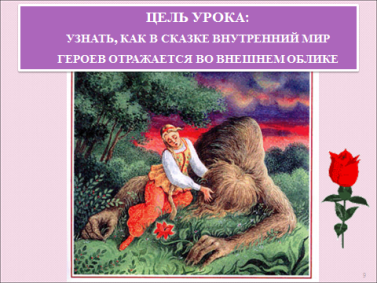 ЦЕЛЬ УРОКА:
УЗНАТЬ, КАК В СКАЗКЕ ВНУТРЕННИЙ МИР
ГЕРОЕВ ОТРАЖАЕТСЯ ВО ВНЕШНЕМ ОБЛИКЕ